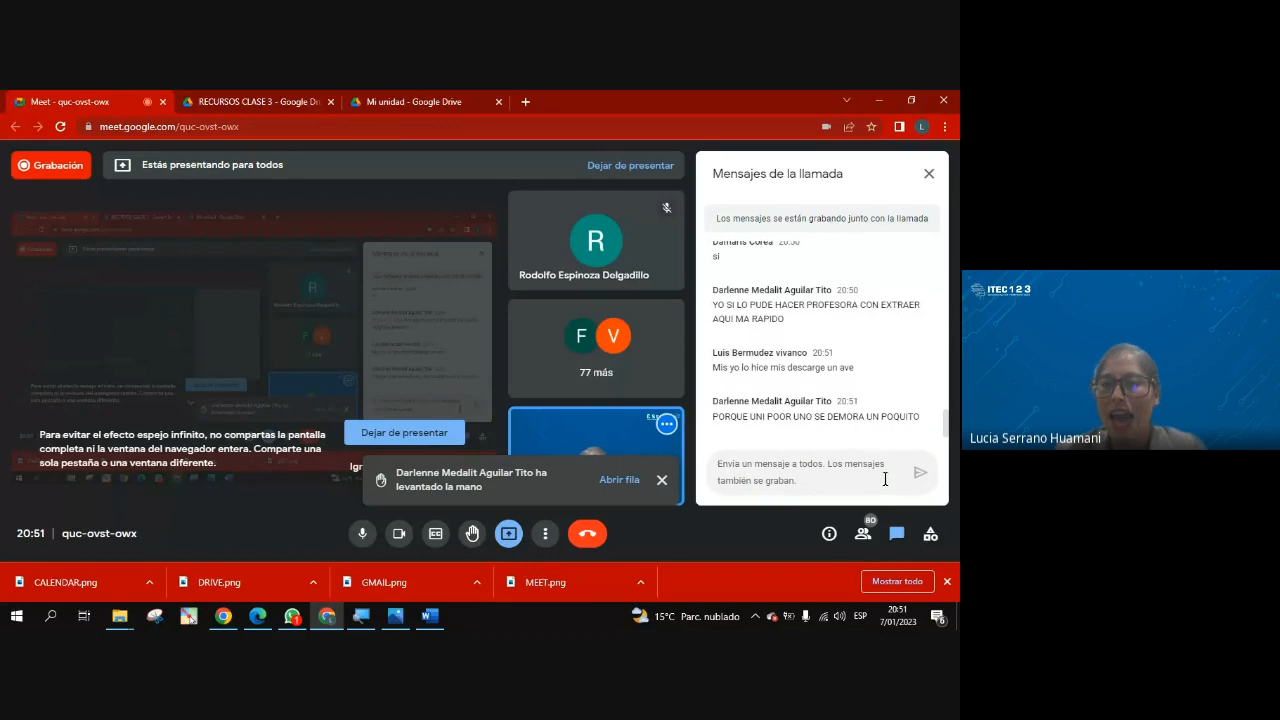 Meet - quc-ovst-owx
RECURSOS CLASE 3 - Google Dri
Mi unidad - Google Drive
meet.google.com/quc-ovst-owx
L
Grabación
Estás presentando para todos
Dejar de presentar
R
Rodolfo Espinoza Delgadillo
F
V
77 más
Para evitar el efecto espejo infinito, no compartas la pantalla
completa ni la ventana del navegador entera. Comparte una
sola pestaña o una ventana diferente.
Dejar de presentar
Darlenne Medalit Aguilar Tito ha
levantado la mano
Abrir fila
Mensajes de la llamada
Los mensajes se están grabando junto con la llamada
Damaris Corea 20:50
si
Darlenne Medalit Aguilar Tito 20:50
YO SI LO PUDE HACER PROFESORA CON EXTRAER
AQUI MA RAPIDO
Luis Bermudez vivanco 20:51
Mis yo lo hice mis descarge un ave
Darlenne Medalit Aguilar Tito 20:51
PORQUE UNI POOR UNO SE DEMORA UN POQUITO
Envía un mensaje a todos. Los mensajes
también se graban.
20:51
quc-ovst-owx
80
CALENDAR.png
DRIVE.png
GMAIL.png
MEET.png
Mostrar todo
15°C Parc. nublado
ESP
20:51
7/01/2023
6
ITEC 1 2 3
Lucia Serrano Huamani